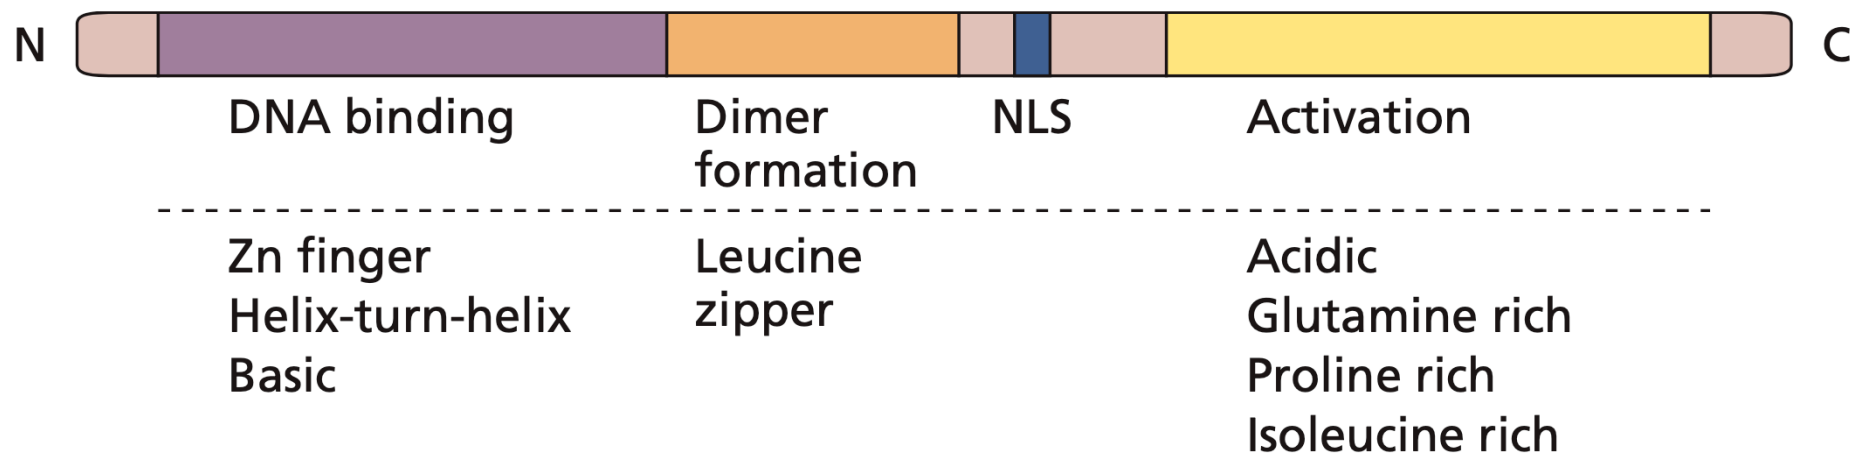 N
C
DNA binding
Dimer
formation
NLS
Activation
Zn finger
Helix-turn-helix
Basic
Leucine
zipper
Acidic
Glutamine rich
Proline rich
Isoleucine rich